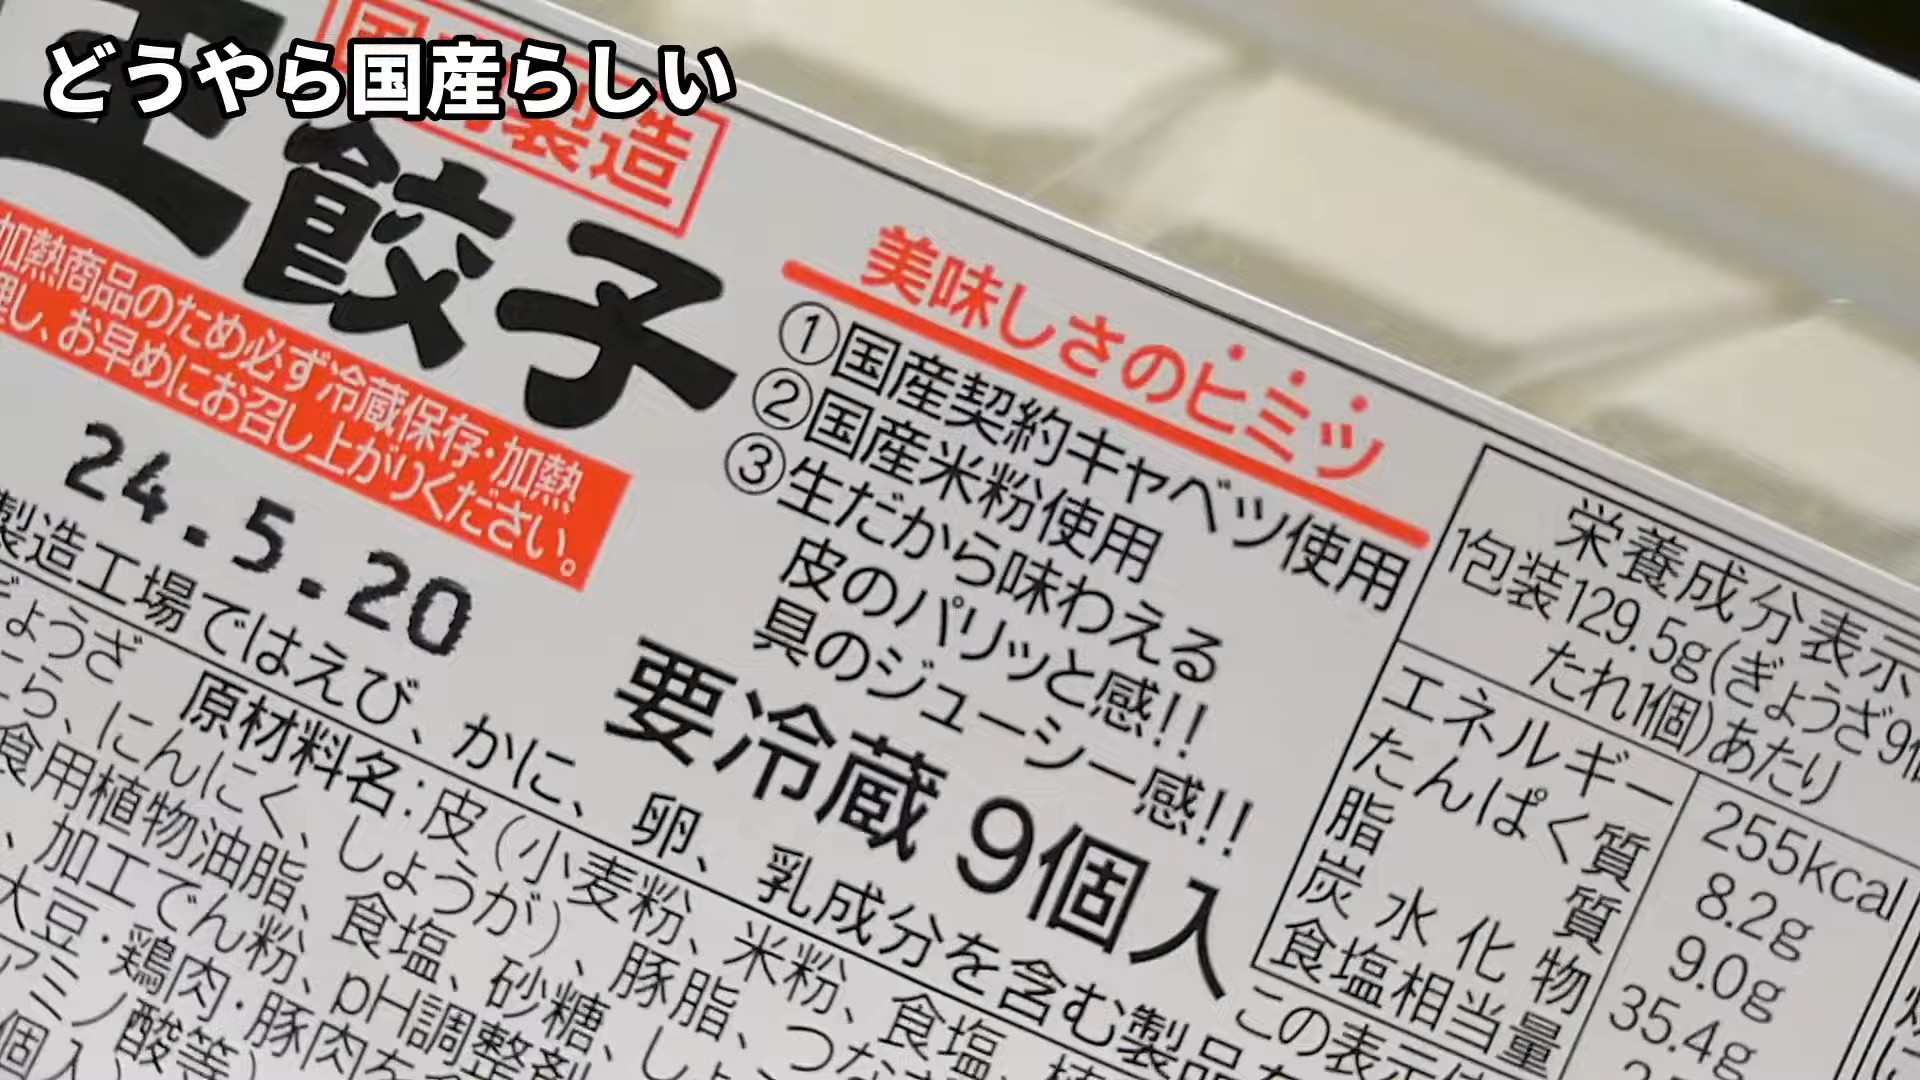 どうやら国産らしい
製造
王餃子
加熱商品のため必ず冷蔵保存・加熱
し、お早めにお召し上がりください。
24.5.20
美味しさのヒミツ
①国産契約キャベツ使用
②国産米粉使用
③生だから味わえる
皮のパリッと感!!
具のジューシー感!!
要冷蔵 9個入
製造工場ではえび、かに、卵、乳成分を含む製品
ぎょうざ
原材料名:皮(小麦粉、米粉、食塩、
にんにく、しょうが)、豚脂、つな
食用植物油脂、食塩、砂糖、しょ
、加工でん粉、pH調整剤
大豆・鶏肉・豚肉を
アミノ酸等)
個入)
栄養成分表示
1包装129.5g(ぎょうざ9個
たれ1個)あたり
エネルギー 255kcal
たんぱく質 8.2g
脂質 9.0g
炭水化物 35.4g
食塩相当量
この表示